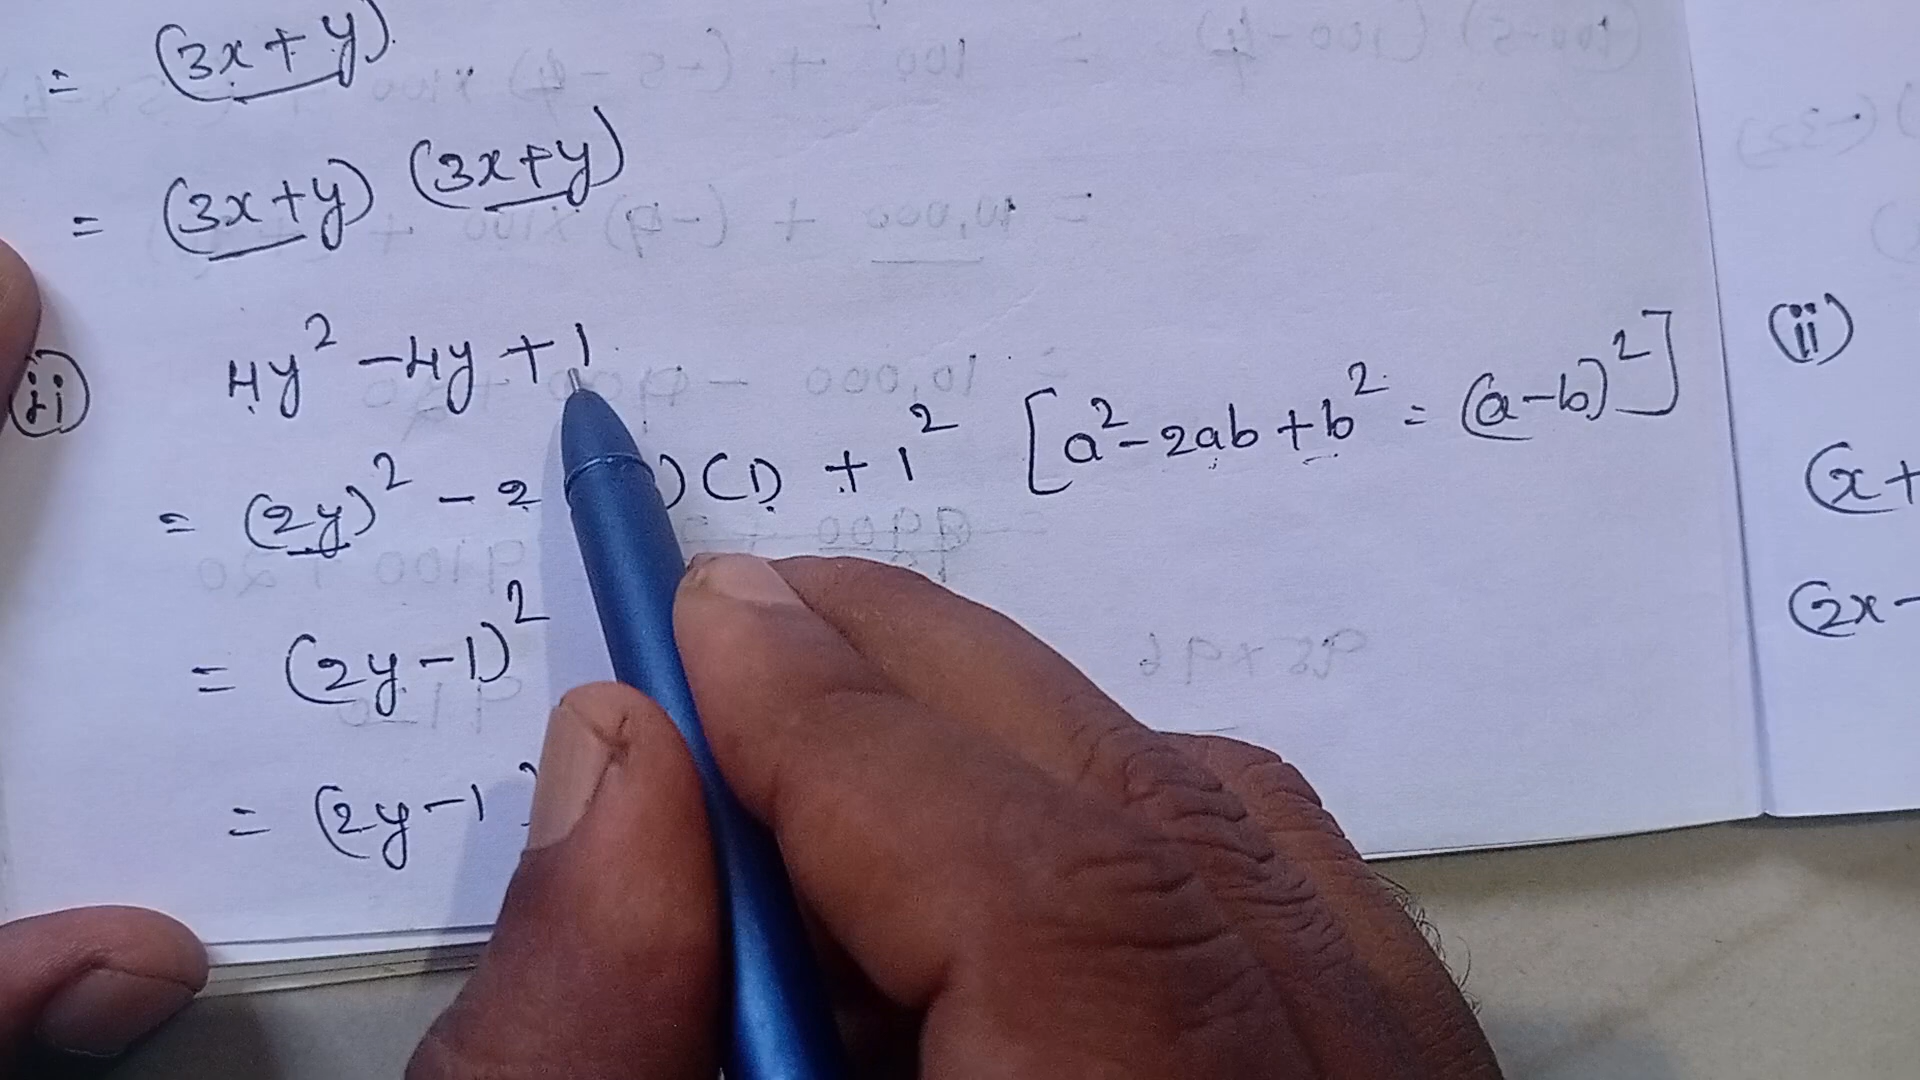 = (3x+y)
= (3x+y) (3x+y)
(ii) 4y² -4y +1
= (2y)² - 2 )(1) + 1² [a²-2ab+b² = (a-b)²]
= (2y-1)²
= (2y-1
(ii)
(x+
(2x-